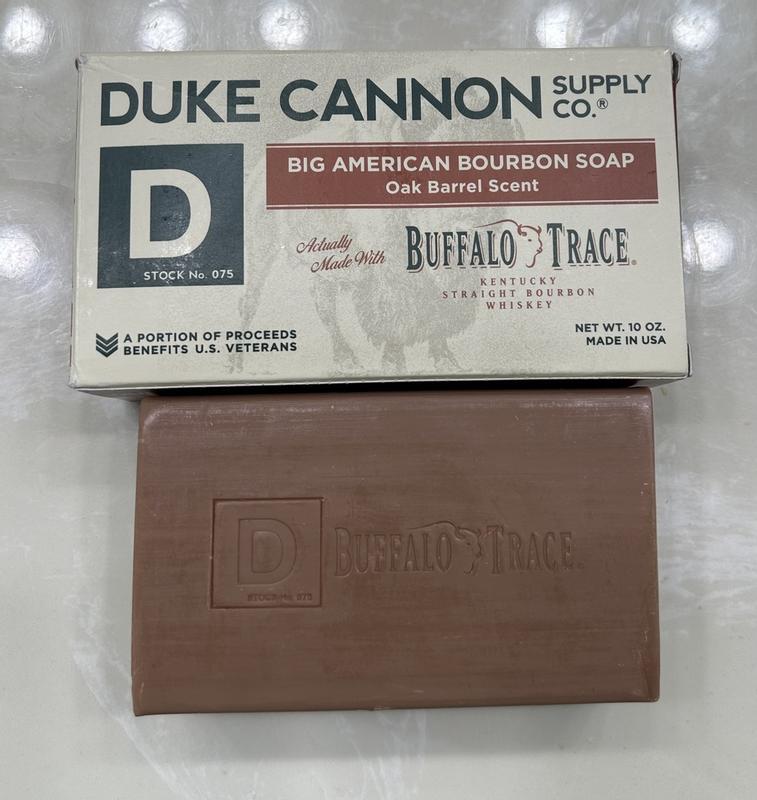 DUKE CANNON SUPPLY CO.®
D
STOCK No. 075
BIG AMERICAN BOURBON SOAP
Oak Barrel Scent
Actually
Made With
BUFFALO TRACE®
KENTUCKY
STRAIGHT BOURBON
WHISKEY
A PORTION OF PROCEEDS
BENEFITS U.S. VETERANS
NET WT. 10 OZ.
MADE IN USA
D
STOCK No. 075
BUFFALO TRACE®